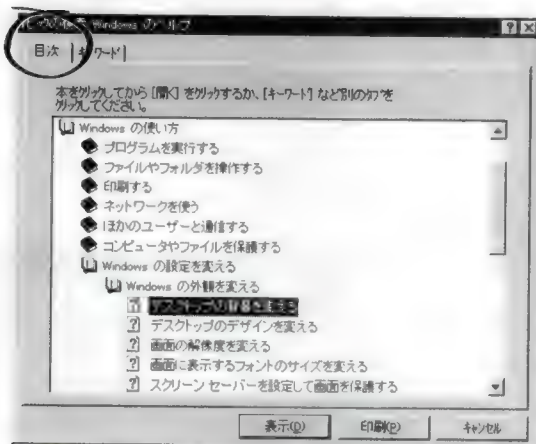 トピックの検索: Windows のヘルプ
目次 キーワード
本をクリックしてから [開く] をクリックするか、[キーワード] など別のタブを
クリックしてください。
Windows の使い方
プログラムを実行する
ファイルやフォルダを操作する
印刷する
ネットワークを使う
ほかのユーザーと通信する
コンピュータやファイルを保護する
Windows の設定を変える
Windows の外観を変える
デスクトップの背景を変える
デスクトップのデザインを変える
画面の解像度を変える
画面に表示するフォントのサイズを変える
スクリーン セーバーを設定して画面を保護する
表示(D) 印刷(P) キャンセル